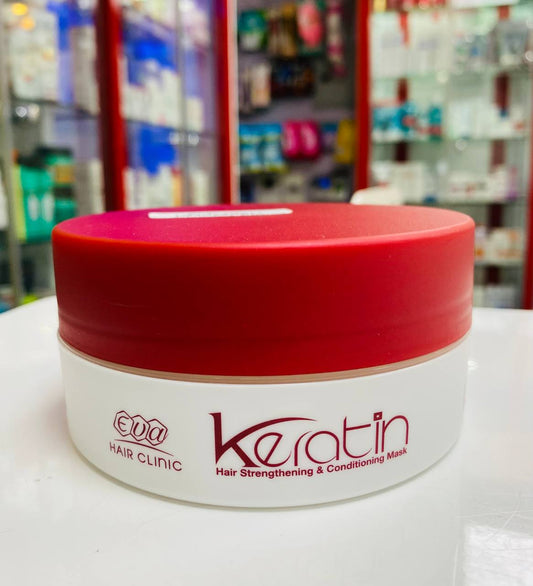 eva
HAIR CLINIC
Keratin
Hair Strengthening & Conditioning Mask